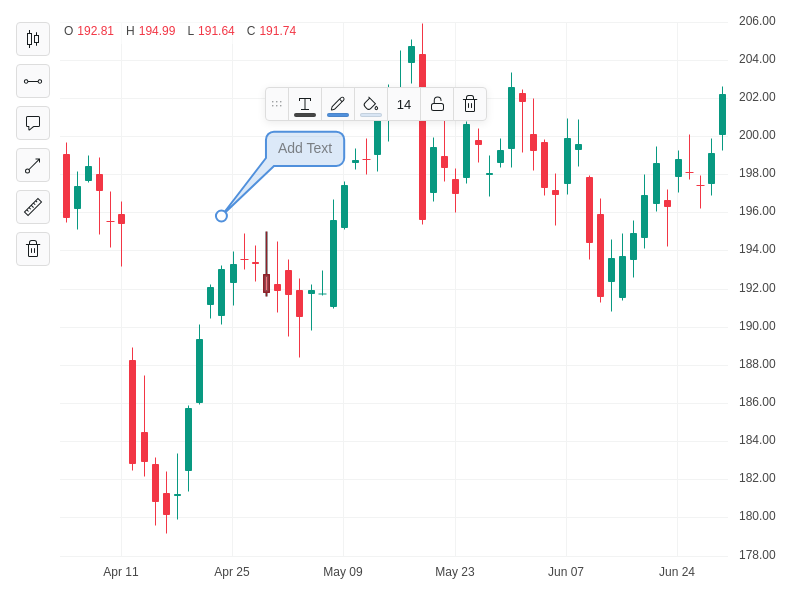 O 192.81 H 194.99 L 191.64 C 191.74
206.00
204.00
202.00
200.00
198.00
196.00
194.00
192.00
190.00
188.00
186.00
184.00
182.00
180.00
178.00
T
14
Add Text
Apr 11
Apr 25
May 09
May 23
Jun 07
Jun 24